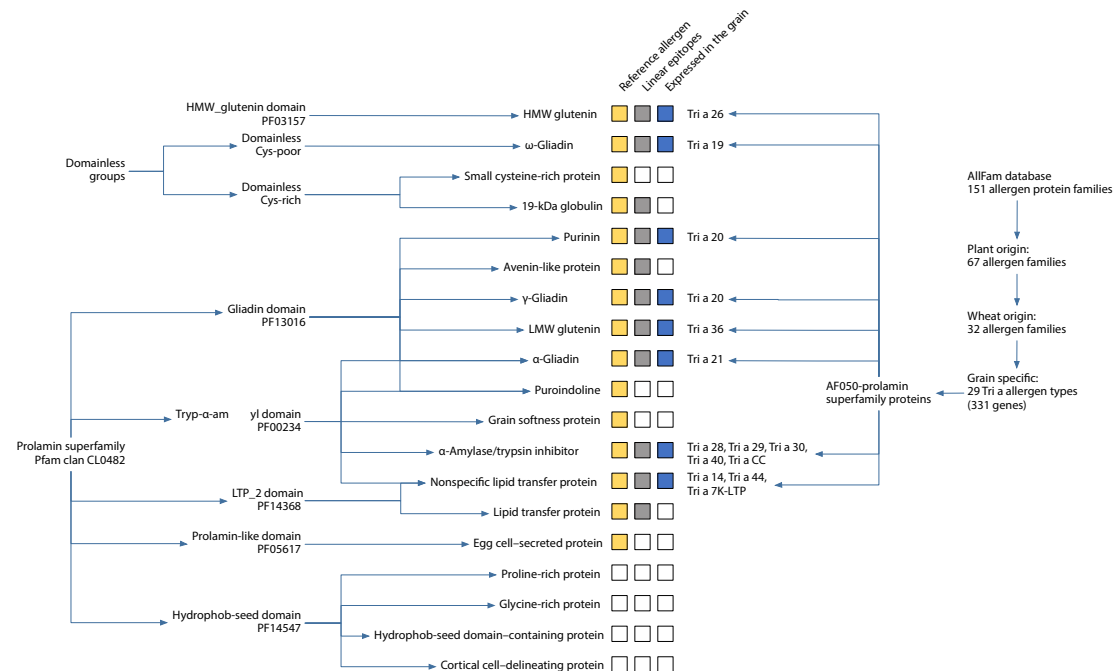 Reference allergen
Linear epitopes
Expressed in the grain
HMW_glutenin domain
PF03157
HMW glutenin
Tri a 26
Domainless
groups
Domainless
Cys-poor
ω-Gliadin
Tri a 19
Domainless
Cys-rich
Small cysteine-rich protein
19-kDa globulin
Purinin
Tri a 20
Avenin-like protein
Gliadin domain
PF13016
γ-Gliadin
Tri a 20
LMW glutenin
Tri a 36
α-Gliadin
Tri a 21
Puroindoline
Tryp-α-am
yl domain
PF00234
Grain softness protein
α-Amylase/trypsin inhibitor
Tri a 28, Tri a 29, Tri a 30,
Tri a 40, Tri a CC
Prolamin superfamily
Pfam clan CL0482
Nonspecific lipid transfer protein
Tri a 14, Tri a 44,
Tri a 7K-LTP
LTP_2 domain
PF14368
Lipid transfer protein
Prolamin-like domain
PF05617
Egg cell–secreted protein
Proline-rich protein
Glycine-rich protein
Hydrophob-seed domain
PF14547
Hydrophob-seed domain–containing protein
Cortical cell–delineating protein
AllFam database
151 allergen protein families
Plant origin:
67 allergen families
Wheat origin:
32 allergen families
Grain specific:
29 Tri a allergen types
(331 genes)
AF050-prolamin
superfamily proteins